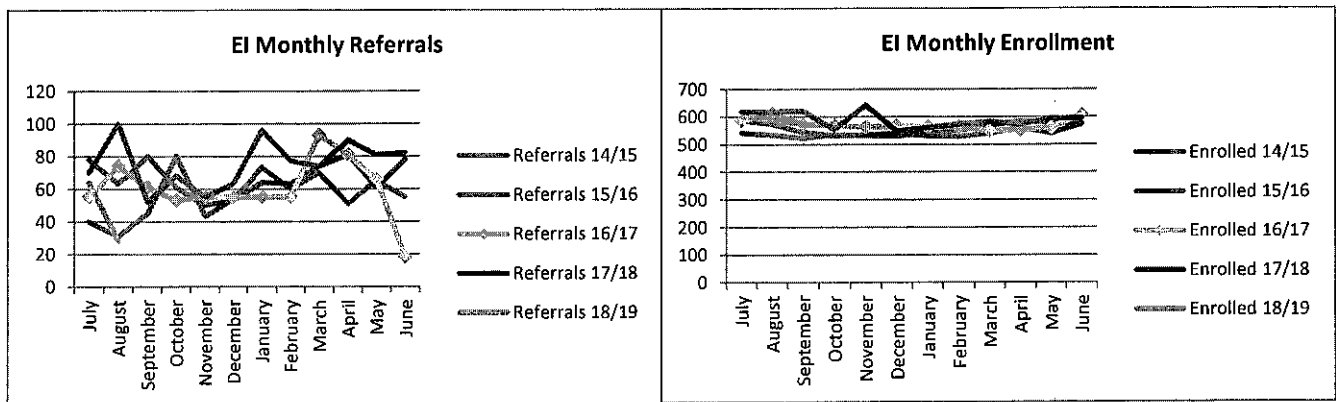 EI Monthly Referrals
120
100
80
60
40
20
0
July
August
September
October
November
December
January
February
March
April
May
June
Referrals 14/15
Referrals 15/16
Referrals 16/17
Referrals 17/18
Referrals 18/19
EI Monthly Enrollment
700
600
500
400
300
200
100
0
July
August
September
October
November
December
January
February
March
April
May
June
Enrolled 14/15
Enrolled 15/16
Enrolled 16/17
Enrolled 17/18
Enrolled 18/19